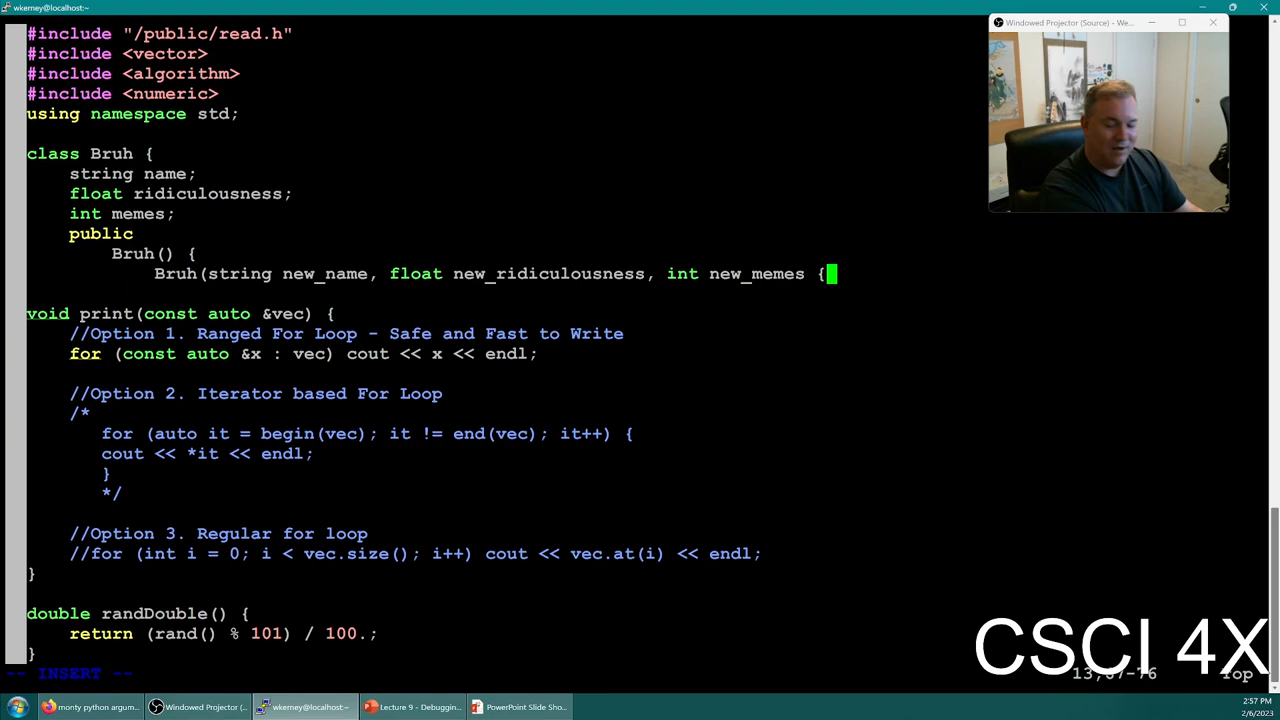 wkerney@localhost:~
#include "/public/read.h"
#include <vector>
#include <algorithm>
#include <numeric>
using namespace std;
class Bruh {
string name;
float ridiculousness;
int memes;
public
Bruh() {
Bruh(string new_name, float new_ridiculousness, int new_memes {
void print(const auto &vec) {
//Option 1. Ranged For Loop - Safe and Fast to Write
for (const auto &x : vec) cout << x << endl;
//Option 2. Iterator based For Loop
/*
for (auto it = begin(vec); it != end(vec); it++) {
cout << *it << endl;
}
*/
//Option 3. Regular for loop
//for (int i = 0; i < vec.size(); i++) cout << vec.at(i) << endl;
}
double randDouble() {
return (rand() % 101) / 100.;
}
-- INSERT --
Windowed Projector (Source) - We...
CSCI 4X
monty python argum...
Windowed Projector (...
wkerney@localhost:~
Lecture 9 - Debuggin...
PowerPoint Slide Sho...
2:57 PM
2/6/2023